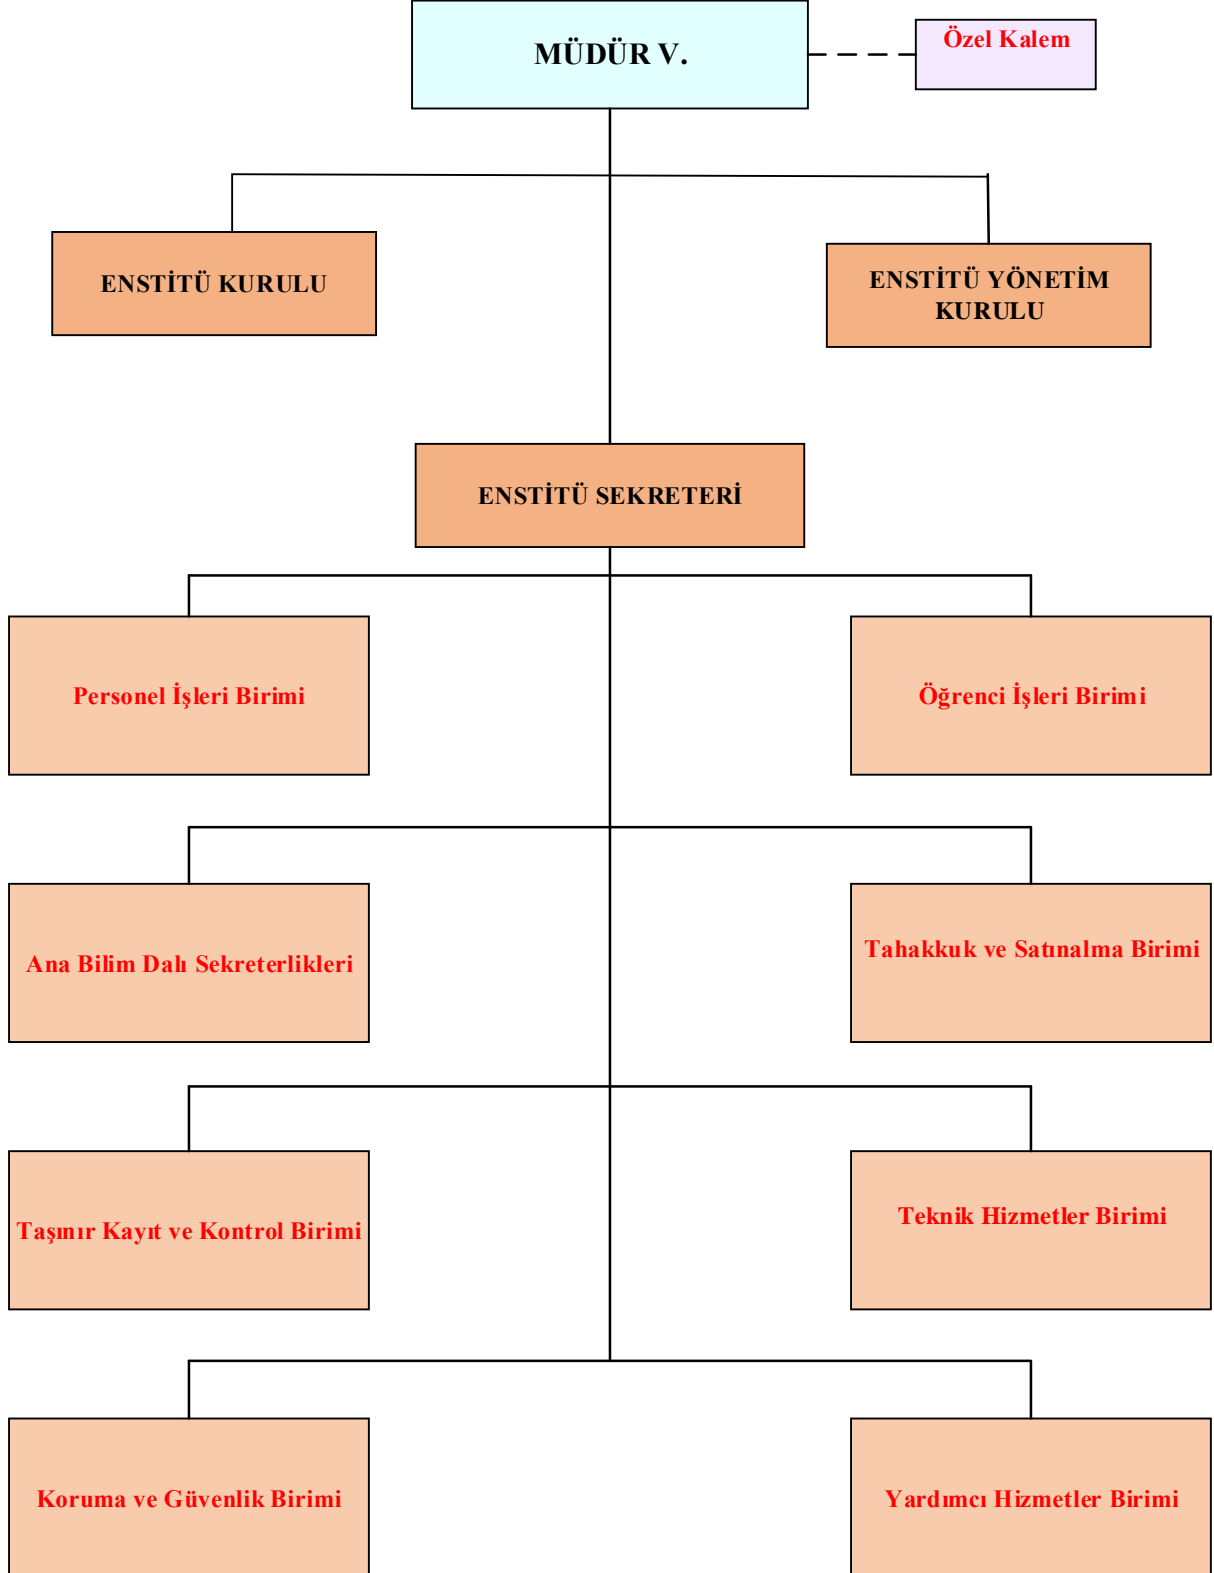 MÜDÜR V.
Özel Kalem
ENSTİTÜ KURULU
ENSTİTÜ YÖNETİM
KURULU
ENSTİTÜ SEKRETERİ
Personel İşleri Birimi
Öğrenci İşleri Birimi
Ana Bilim Dalı Sekreterlikleri
Tahakkuk ve Satınalma Birimi
Taşınır Kayıt ve Kontrol Birimi
Teknik Hizmetler Birimi
Koruma ve Güvenlik Birimi
Yardımcı Hizmetler Birimi